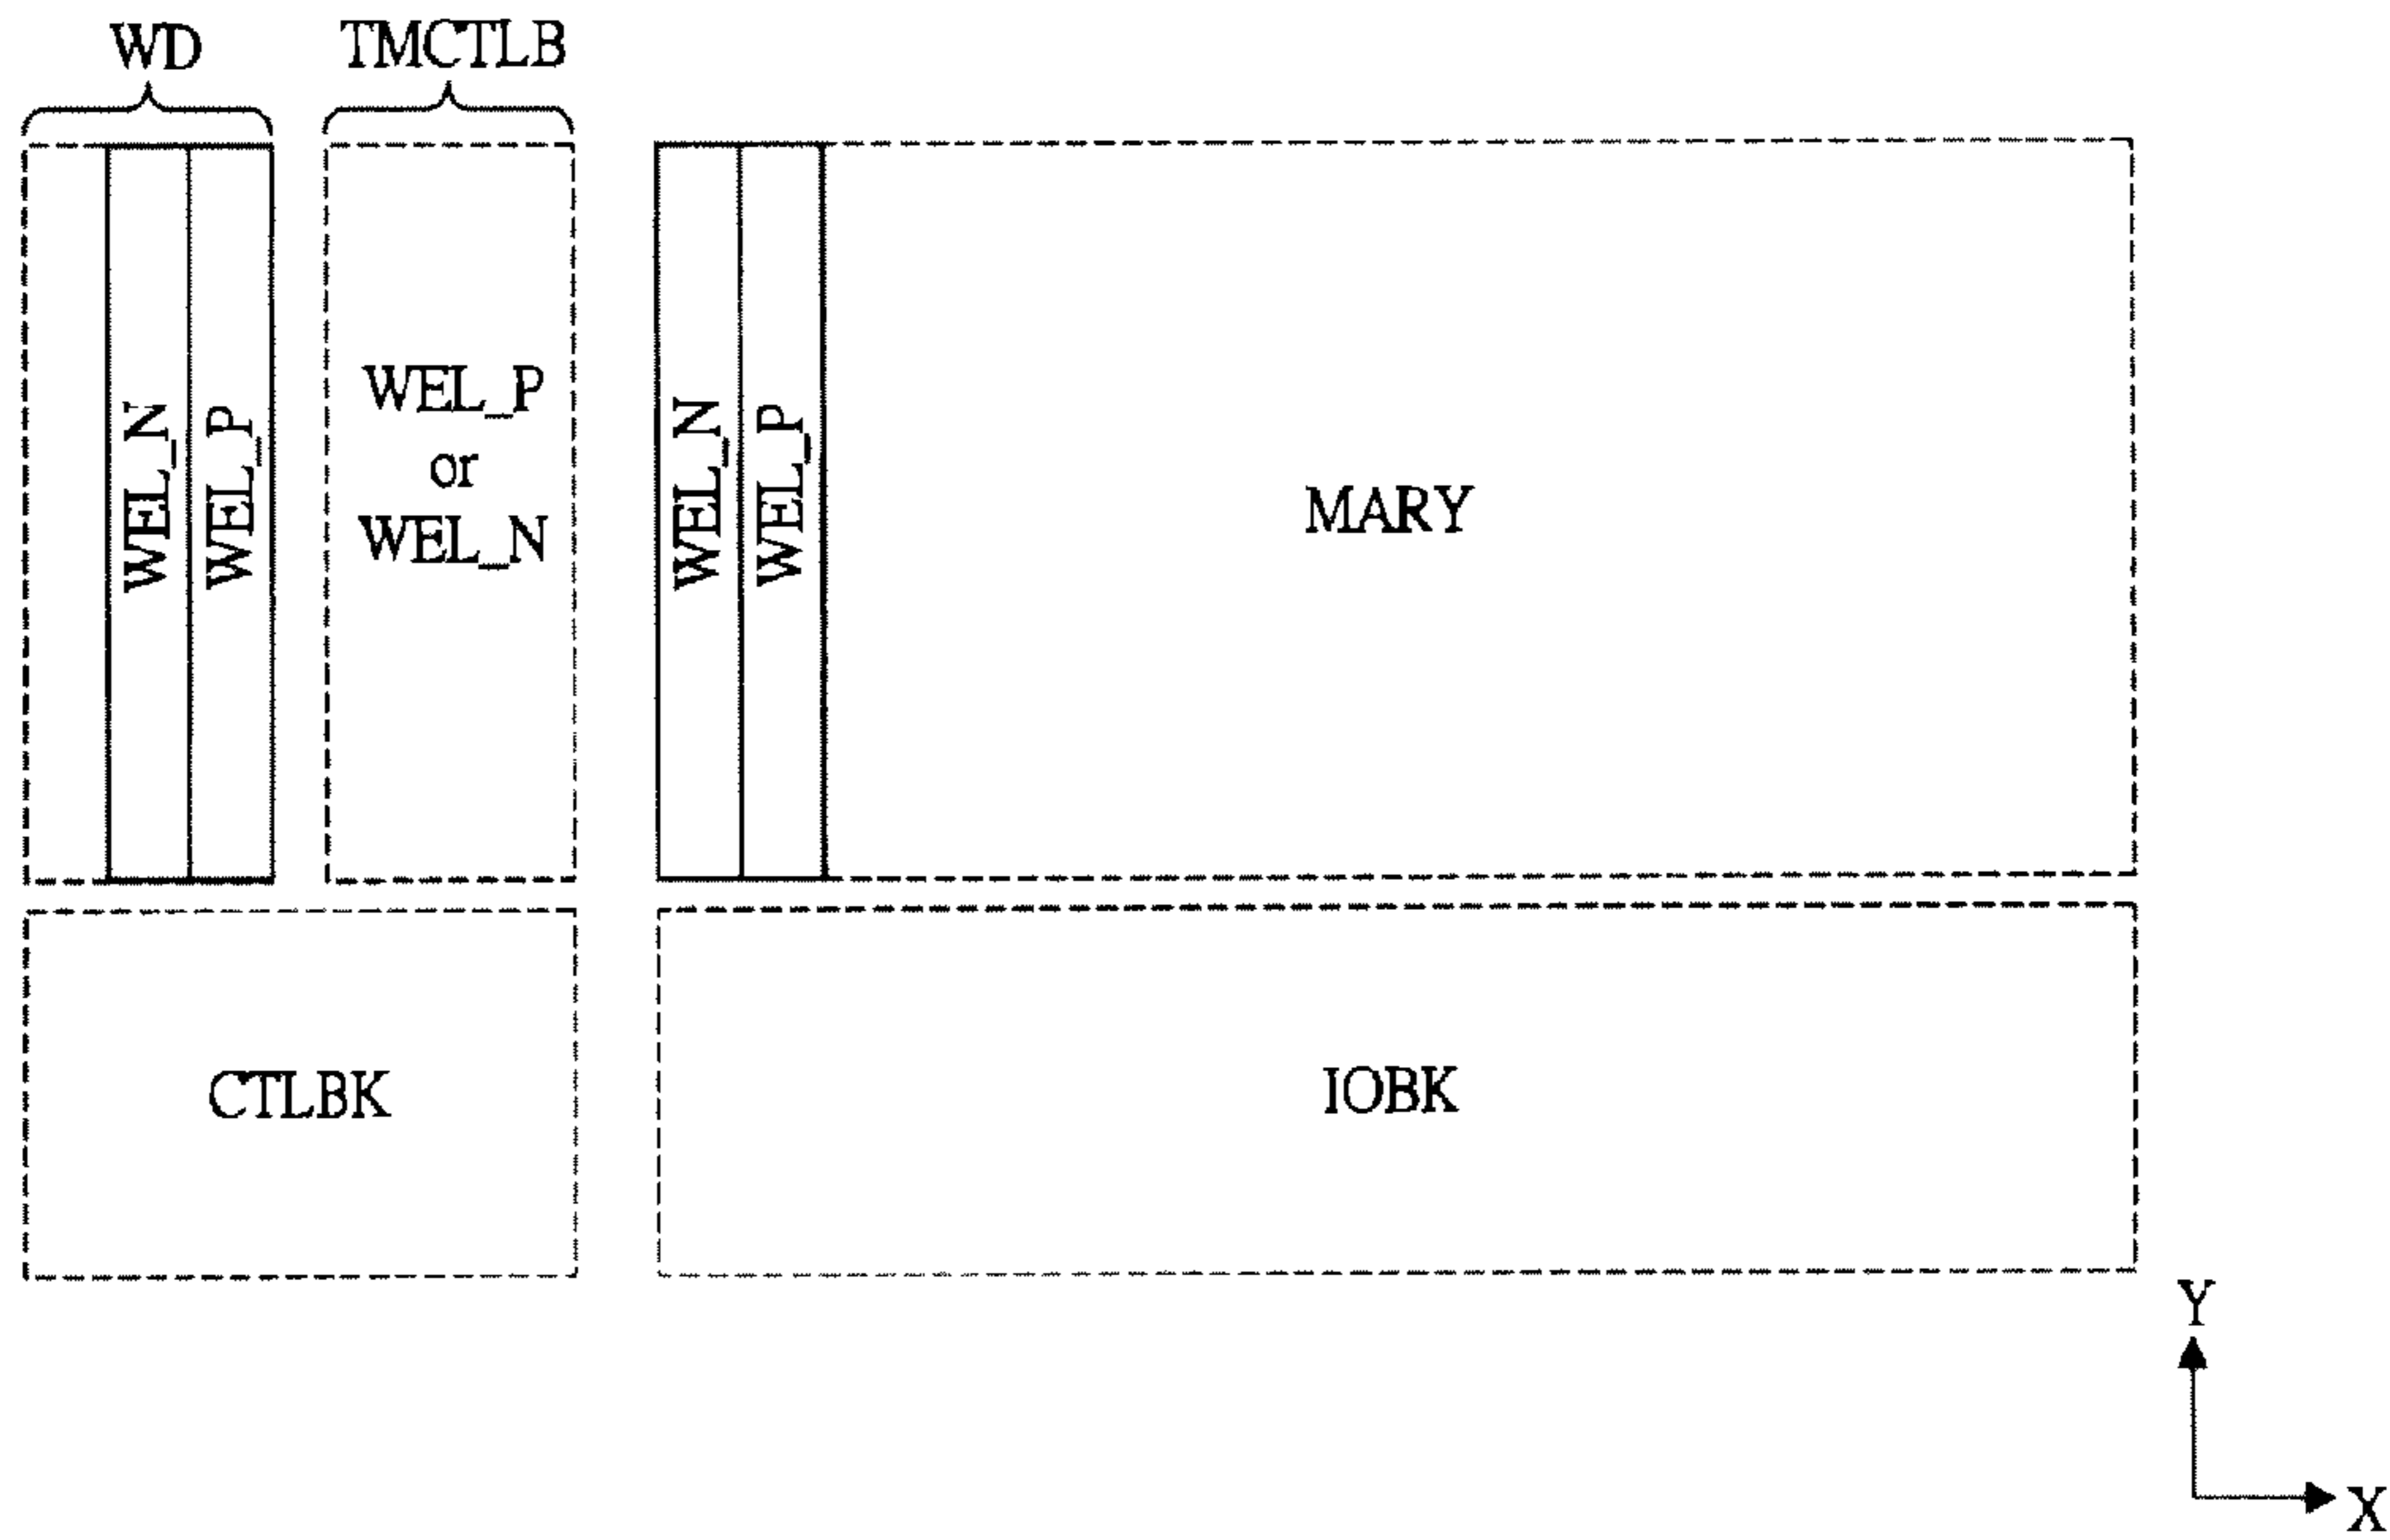 WD
TMCTLB
WEL_N
WEL_P
WEL_P
or
WEL_N
WEL_N
WEL_P
MARY
CTLBK
IOBK
Y
X